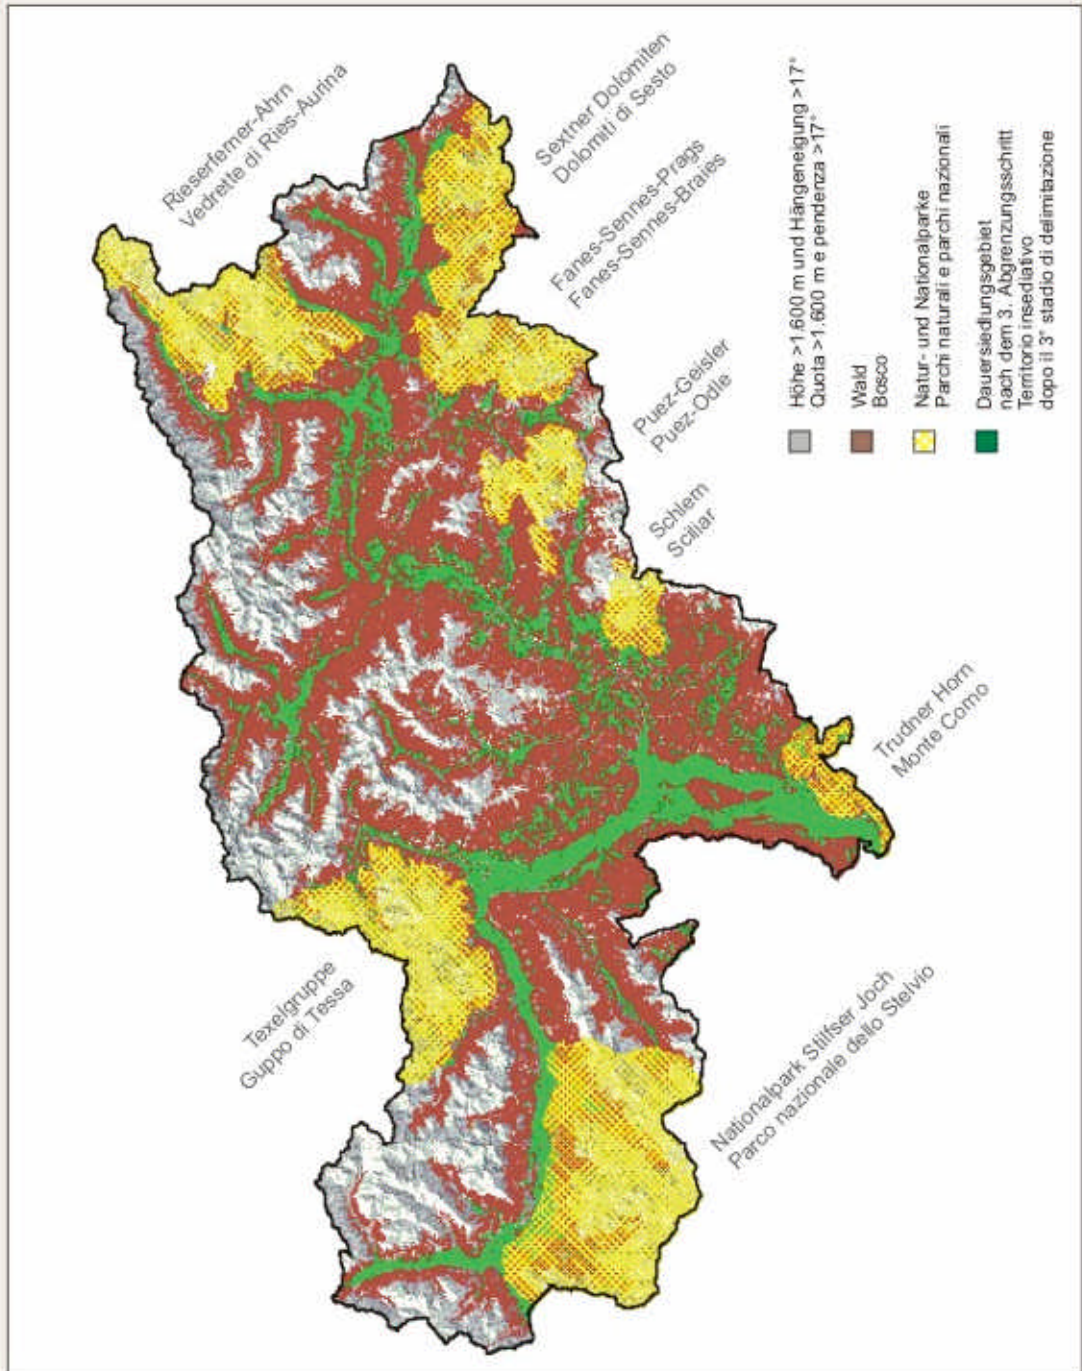 Rieserferner-Ahrn
Vedrette di Ries-Aurina
Sextner Dolomiten
Dolomiti di Sesto
Fanes-Sennes-Prags
Fanes-Sennes-Braies
Puez-Geisler
Puez-Odle
Schlern
Sciliar
Trudner Horn
Monte Corno
Texelgruppe
Guppo di Tessa
Nationalpark Stilfser Joch
Parco nazionale dello Stelvio
Höhe >1.600 m und Hängeneigung >17°
Quota >1.600 m e pendenza >17°
Wald
Bosco
Natur- und Nationalparke
Parchi naturali e parchi nazionali
Dauersiedlungsgebiet
nach dem 3. Abgrenzungsschritt
Territorio insediativo
dopo il 3° stadio di delimitazione